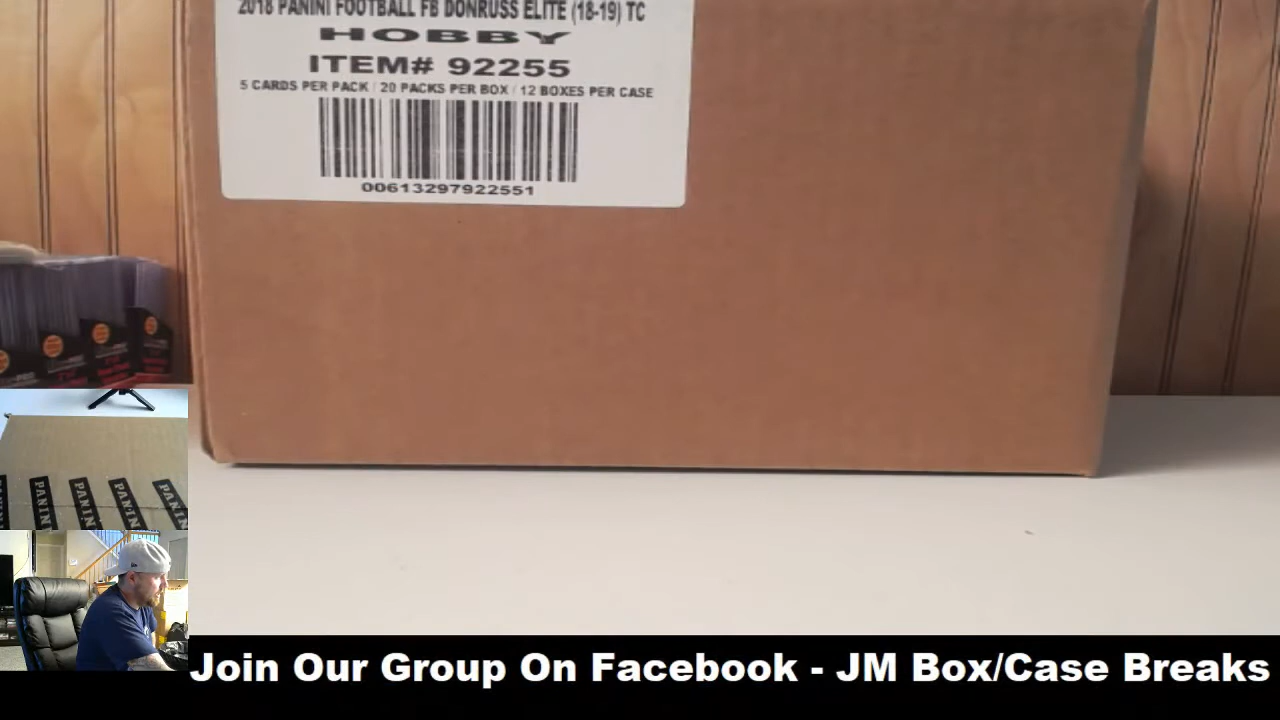 2018 PANINI FOOTBALL FB DONRUSS ELITE (18-19) TC
HOBBY
ITEM# 92255
5 CARDS PER PACK / 20 PACKS PER BOX / 12 BOXES PER CASE
00613297922551
PANINI PANINI PANINI PANINI
Join Our Group On Facebook - JM Box/Case Breaks